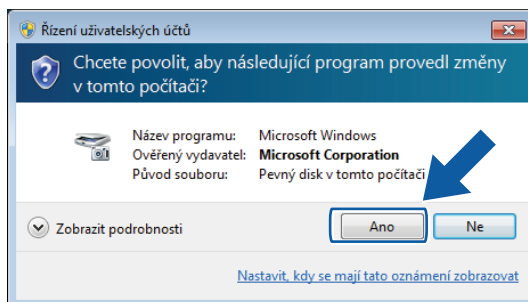 Řízení uživatelských účtů
Chcete povolit, aby následující program provedl změny
v tomto počítači?
Název programu: Microsoft Windows
Ověřený vydavatel: Microsoft Corporation
Původ souboru: Pevný disk v tomto počítači
Zobrazit podrobnosti
Ano
Ne
Nastavit, kdy se mají tato oznámení zobrazovat